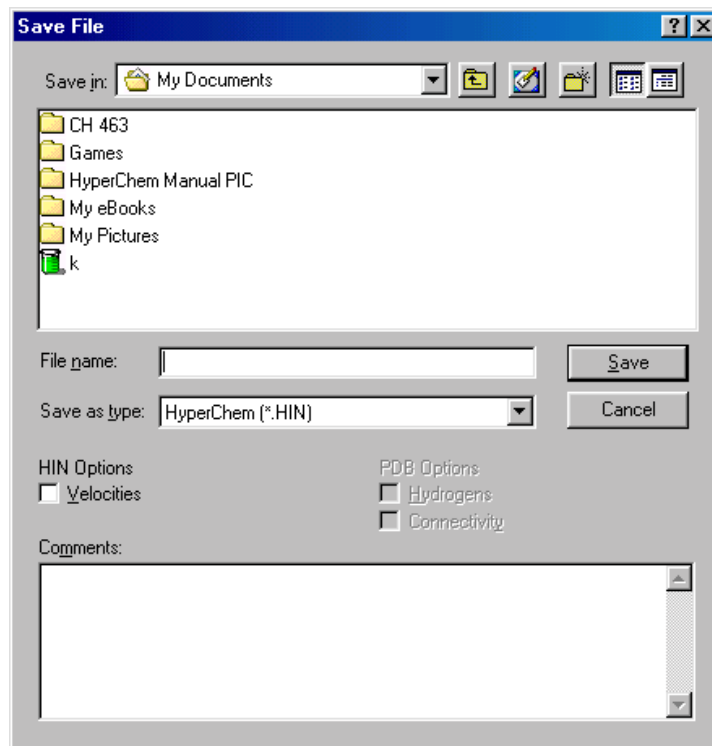 Save File
Save in: My Documents
CH 463
Games
HyperChem Manual PIC
My eBooks
My Pictures
k
File name: Save
Save as type: HyperChem (*.HIN) Cancel
HIN Options PDB Options
Velocities Hydrogens
Connectivity
Comments: